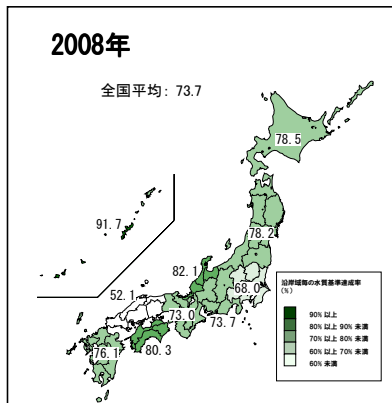 2008年
全国平均: 73.7
78.5
91.7
78.2
82.1
68.0
52.1
73.0
73.7
76.1
80.3
沿岸域毎の水質基準達成率
(%)
90% 以上
80% 以上 90% 未満
70% 以上 80% 未満
60% 以上 70% 未満
60% 未満